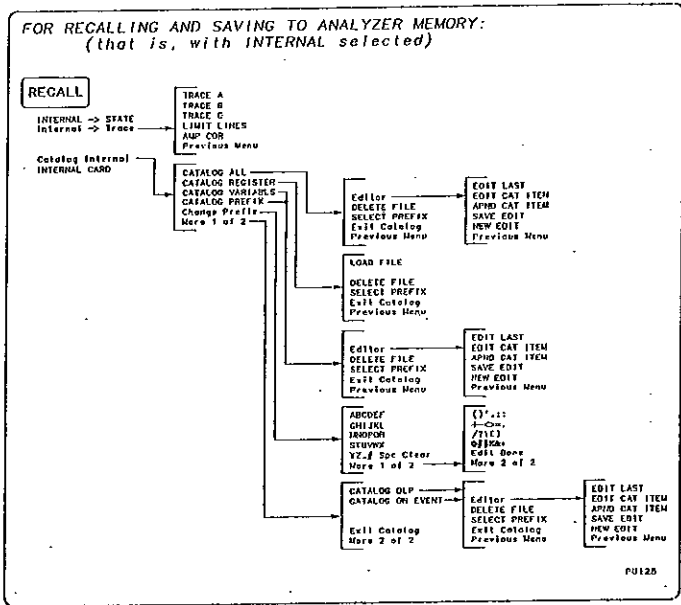 FOR RECALLING AND SAVING TO ANALYZER MEMORY:
(that is, with INTERNAL selected)
RECALL
INTERNAL -> STATE
Internal -> Trace
TRACE A
TRACE B
TRACE C
LIMIT LINES
AMP COR
Previous Menu
Catalog Internal
INTERNAL CARD
CATALOG ALL
CATALOG REGISTER
CATALOG VARIABLS
CATALOG PREFIX
Change Prefix
More 1 of 2
Editor
DELETE FILE
SELECT PREFIX
Exit Catalog
Previous Menu
EDIT LAST
EDIT CAT ITEM
APND CAT ITEM
SAVE EDIT
NEW EDIT
Previous Menu
LOAD FILE
DELETE FILE
SELECT PREFIX
Exit Catalog
Previous Menu
Editor
DELETE FILE
SELECT PREFIX
Exit Catalog
Previous Menu
EDIT LAST
EDIT CAT ITEM
APND CAT ITEM
SAVE EDIT
NEW EDIT
Previous Menu
ABCDEF
GHIJKL
MNOPQR
STUVWX
YZ_# Spc Clear
More 1 of 2
Edit Done
More 2 of 2
CATALOG DLP
CATALOG ON EVENT
Exit Catalog
More 2 of 2
Editor
DELETE FILE
SELECT PREFIX
Exit Catalog
Previous Menu
EDIT LAST
EDIT CAT ITEM
APND CAT ITEM
SAVE EDIT
NEW EDIT
Previous Menu
PU12B